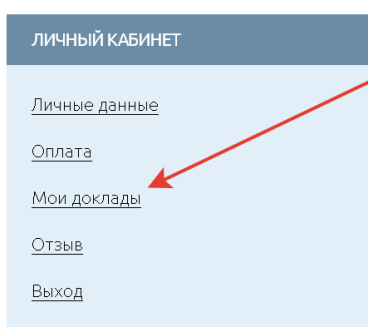 ЛИЧНЫЙ КАБИНЕТ
Личные данные
Оплата
Мои доклады
Отзыв
Выход